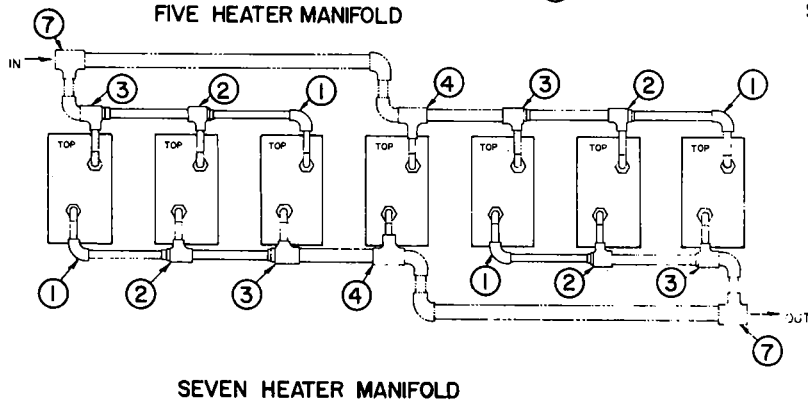 FIVE HEATER MANIFOLD
7
IN
3 2 1 4 3 2 1
TOP TOP TOP TOP TOP TOP TOP
1 2 3 4 1 2 3
OUT
7
SEVEN HEATER MANIFOLD